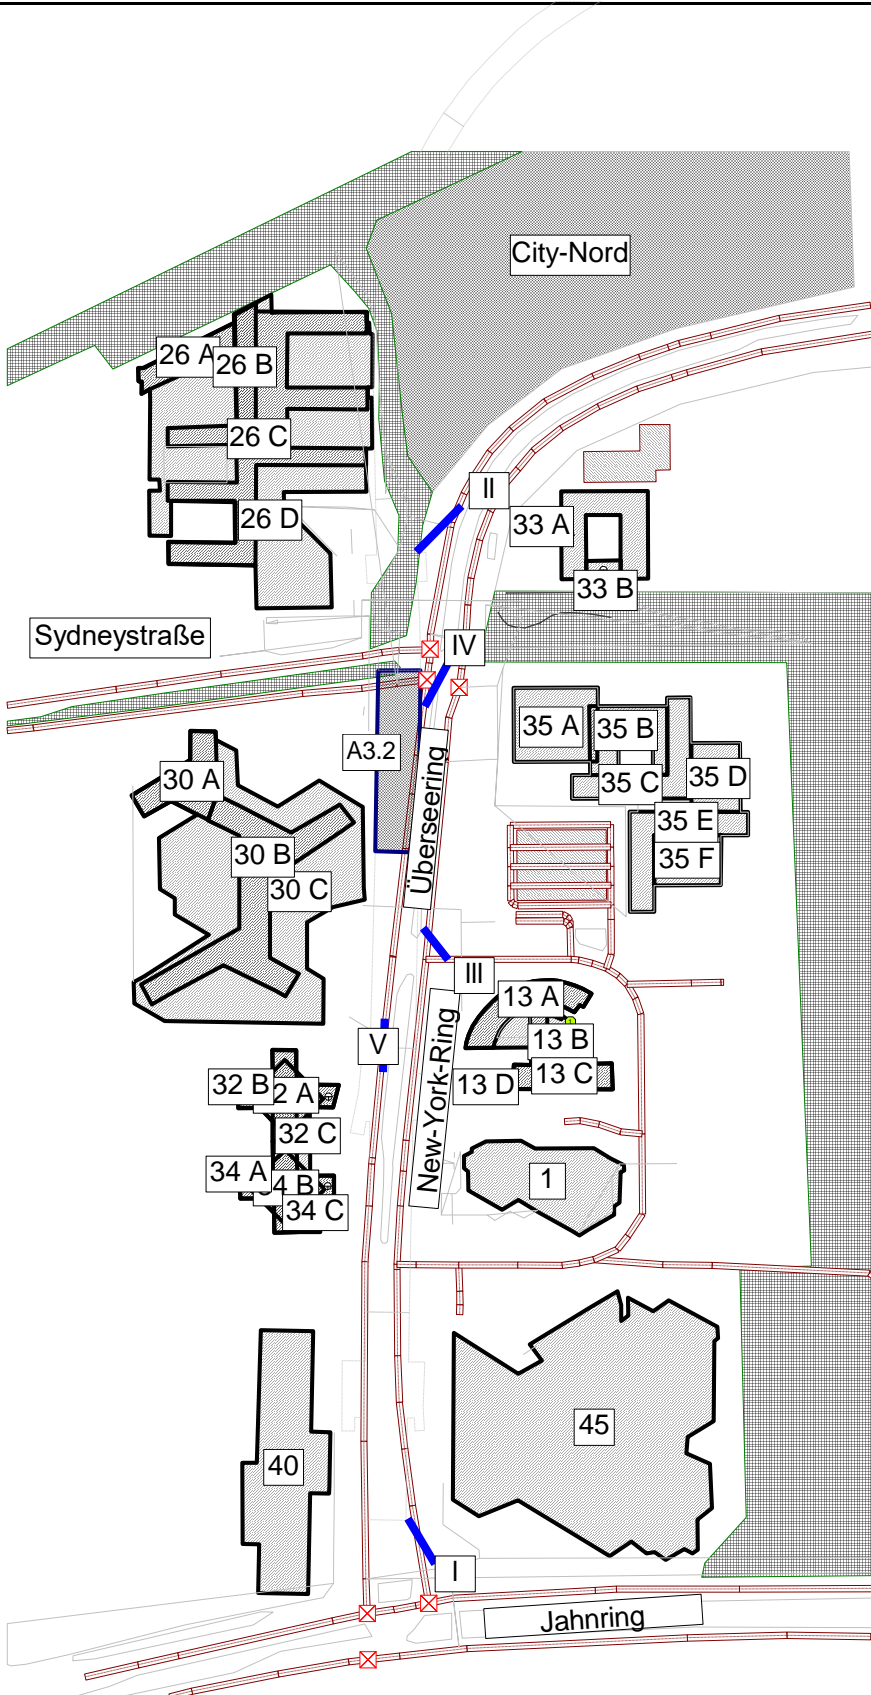 City-Nord
26 A
26 B
26 C
II
26 D
33 A
33 B
Sydneystraße
IV
35 A
35 B
A3.2
30 A
35 C
35 D
Überseering
35 E
30 B
35 F
30 C
III
13 A
New-York-Ring
13 B
V
13 C
32 B
2 A
13 D
32 C
34 A
1
34 C
45
40
I
Jahnring